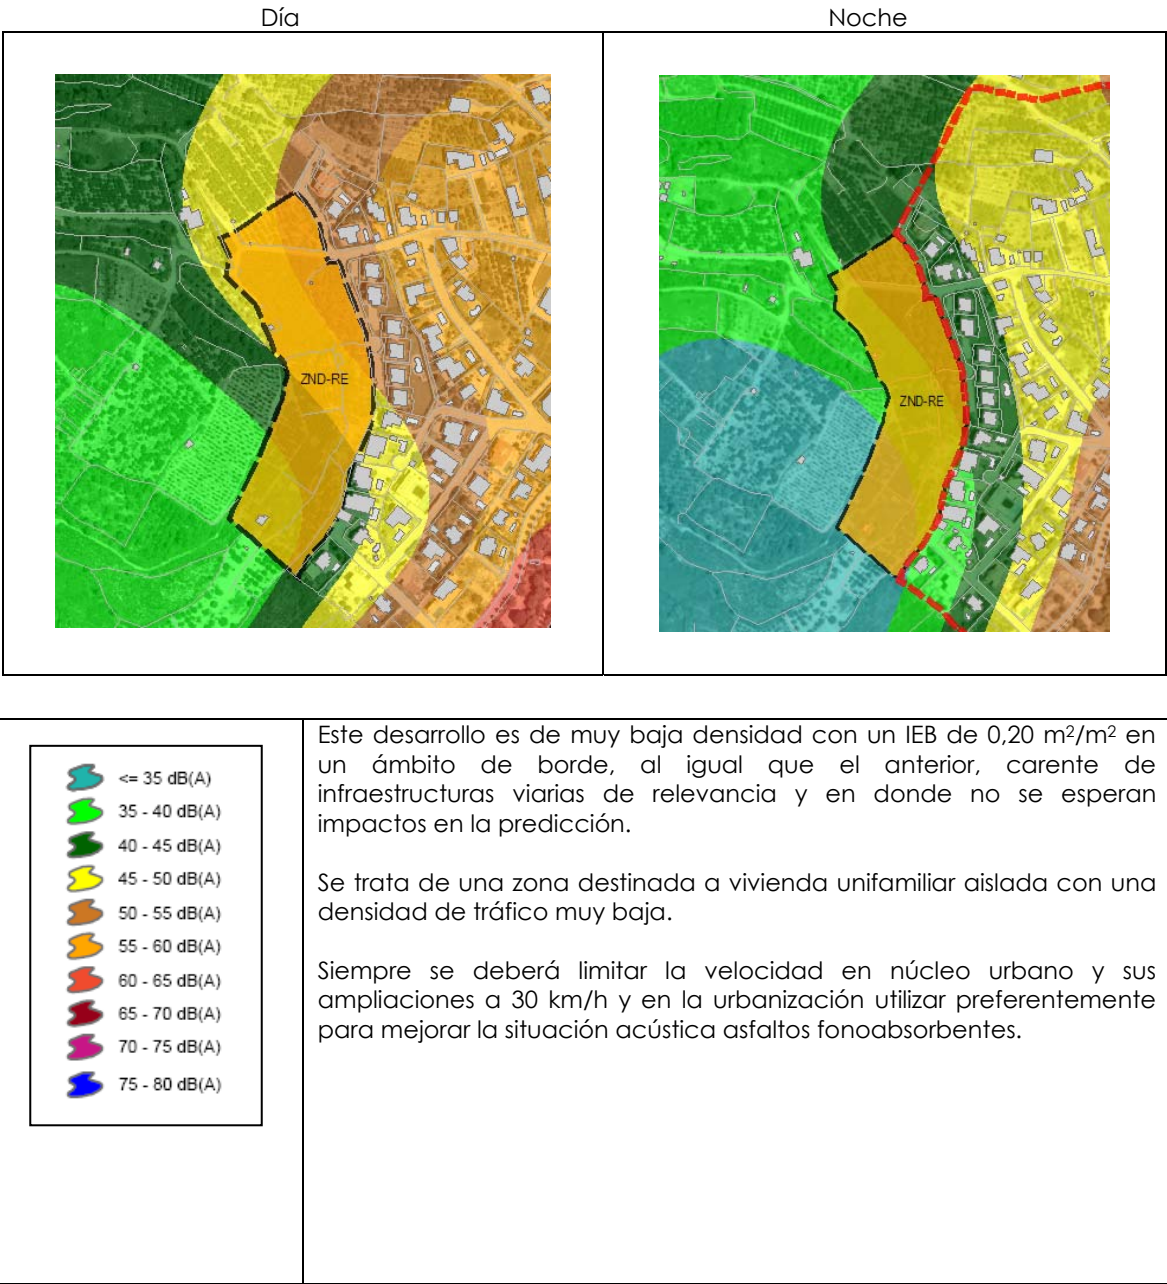 Día
Noche
ZND-RE
ZND-RE
<= 35 dB(A)
35 - 40 dB(A)
40 - 45 dB(A)
45 - 50 dB(A)
50 - 55 dB(A)
55 - 60 dB(A)
60 - 65 dB(A)
65 - 70 dB(A)
70 - 75 dB(A)
75 - 80 dB(A)
Este desarrollo es de muy baja densidad con un IEB de 0,20 m²/m² en
un ámbito de borde, al igual que el anterior, carente de
infraestructuras viarias de relevancia y en donde no se esperan
impactos en la predicción.
Se trata de una zona destinada a vivienda unifamiliar aislada con una
densidad de tráfico muy baja.
Siempre se deberá limitar la velocidad en núcleo urbano y sus
ampliaciones a 30 km/h y en la urbanización utilizar preferentemente
para mejorar la situación acústica asfaltos fonoabsorbentes.